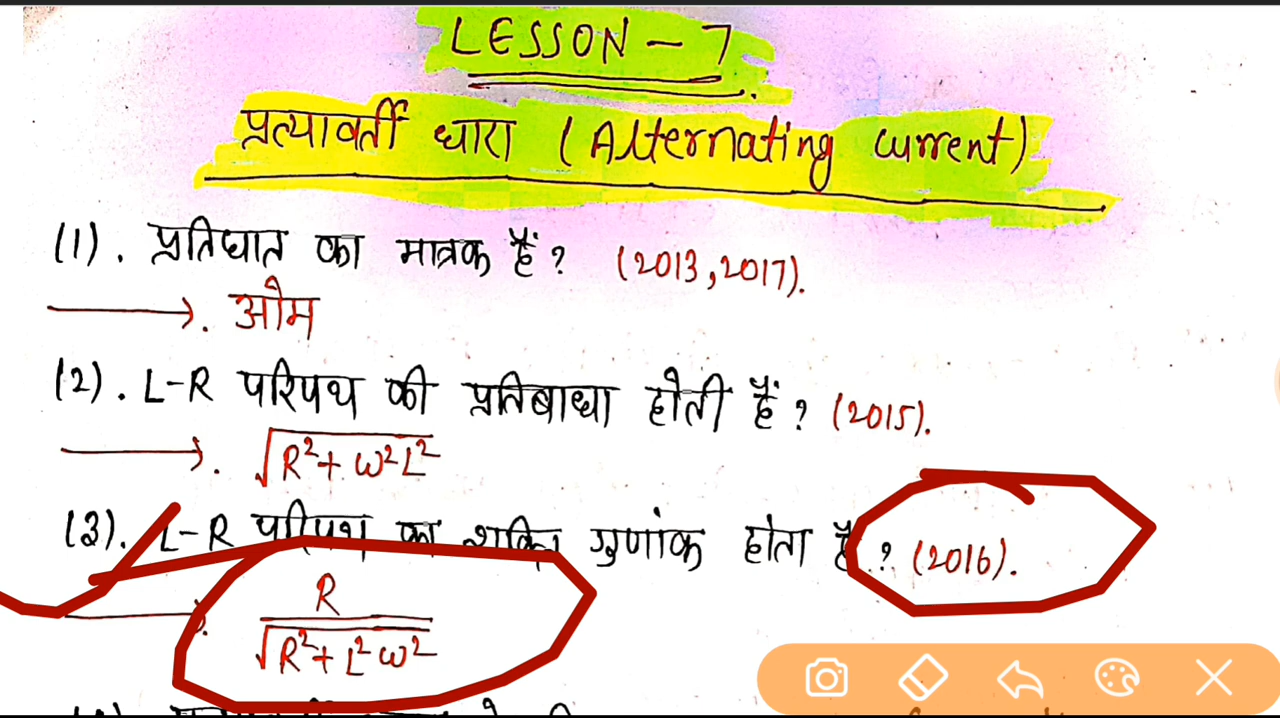 LESSON - 7
प्रत्यावर्ती धारा (Alternating current)
(1). प्रतिघात का मात्रक हैं? (2013,2017).
→. ओम
(2). L-R परिपथ की प्रतिबाधा होती हैं? (2015).
→. √R²+ω²L²
(3). L-R परिपथ का शक्ति गुणांक होता है? (2016).
→. R
√R²+L²ω²